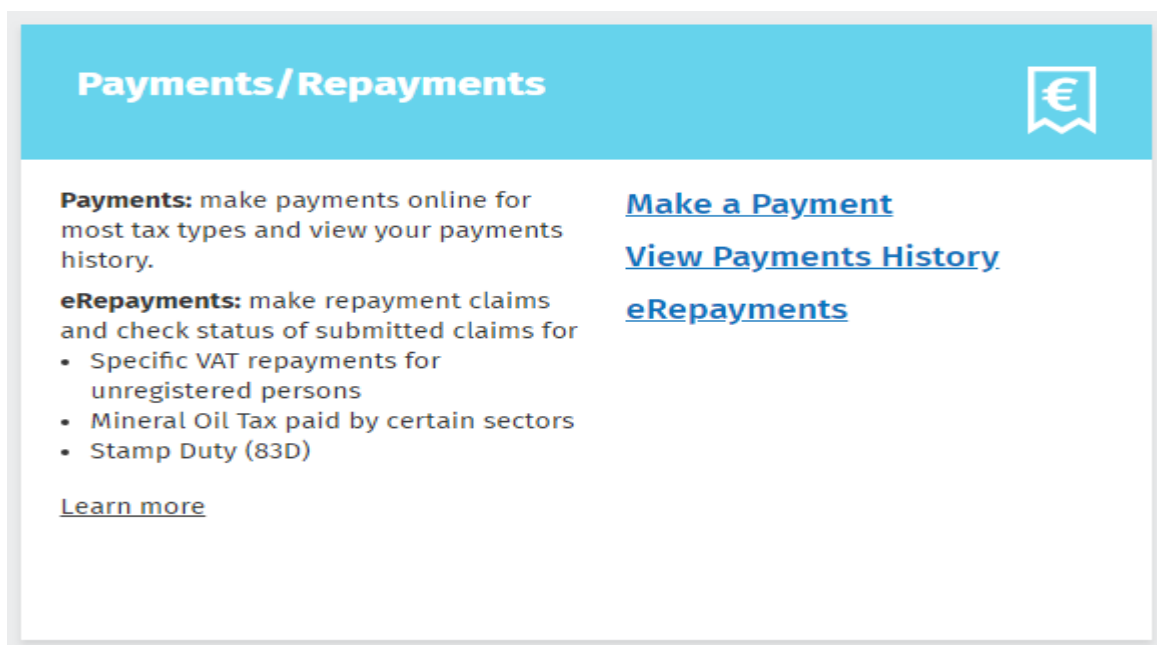 Payments/Repayments
€
Payments: make payments online for
most tax types and view your payments
history.
eRepayments: make repayment claims
and check status of submitted claims for
• Specific VAT repayments for
unregistered persons
• Mineral Oil Tax paid by certain sectors
• Stamp Duty (83D)
Learn more
Make a Payment
View Payments History
eRepayments